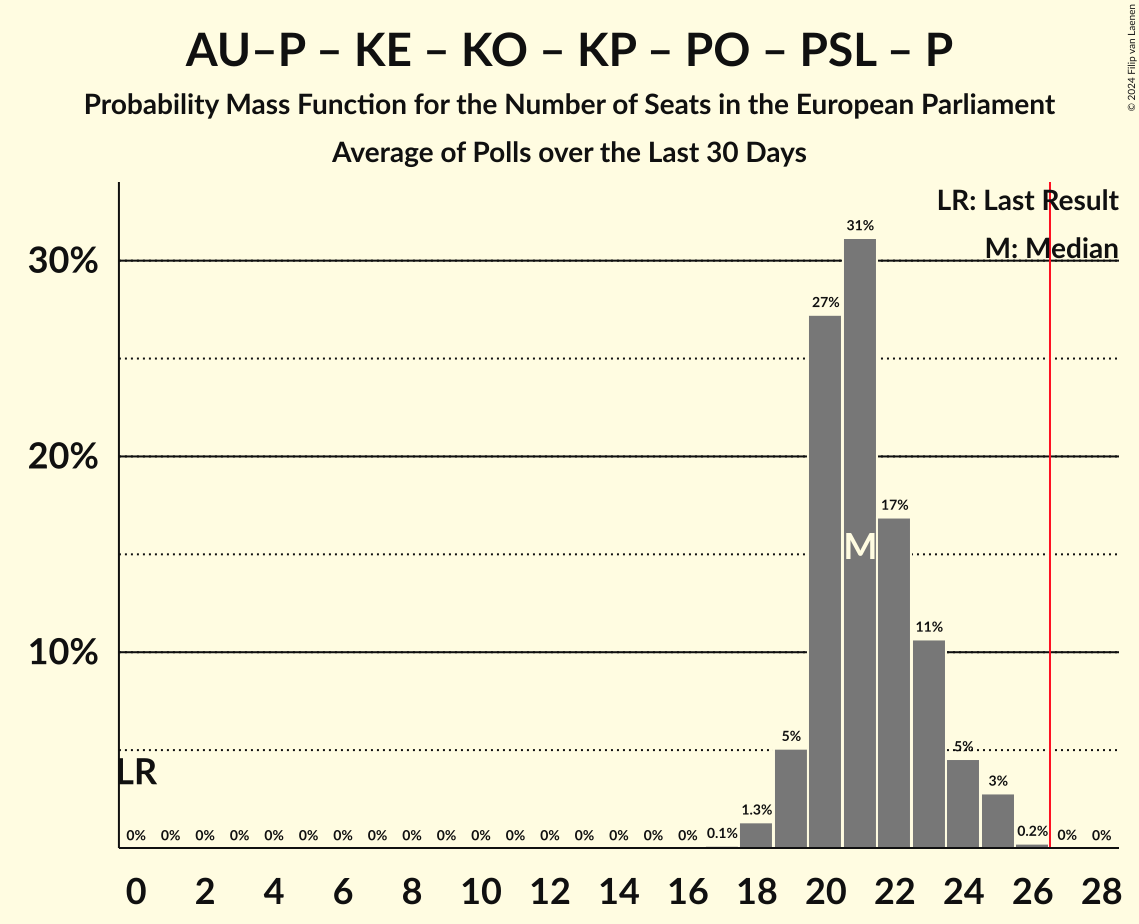 AU–P – KE – KO – KP – PO – PSL – P
Probability Mass Function for the Number of Seats in the European Parliament
Average of Polls over the Last 30 Days
© 2024 Filip van Laenen
LR: Last Result
M: Median
30%
20%
10%
31%
27%
17%
11%
5%
5%
3%
1.3%
0.1%
0.2%
M
LR
0% 0% 0% 0% 0% 0% 0% 0% 0% 0% 0% 0% 0% 0% 0% 0% 0% 0% 0%
0 2 4 6 8 10 12 14 16 18 20 22 24 26 28